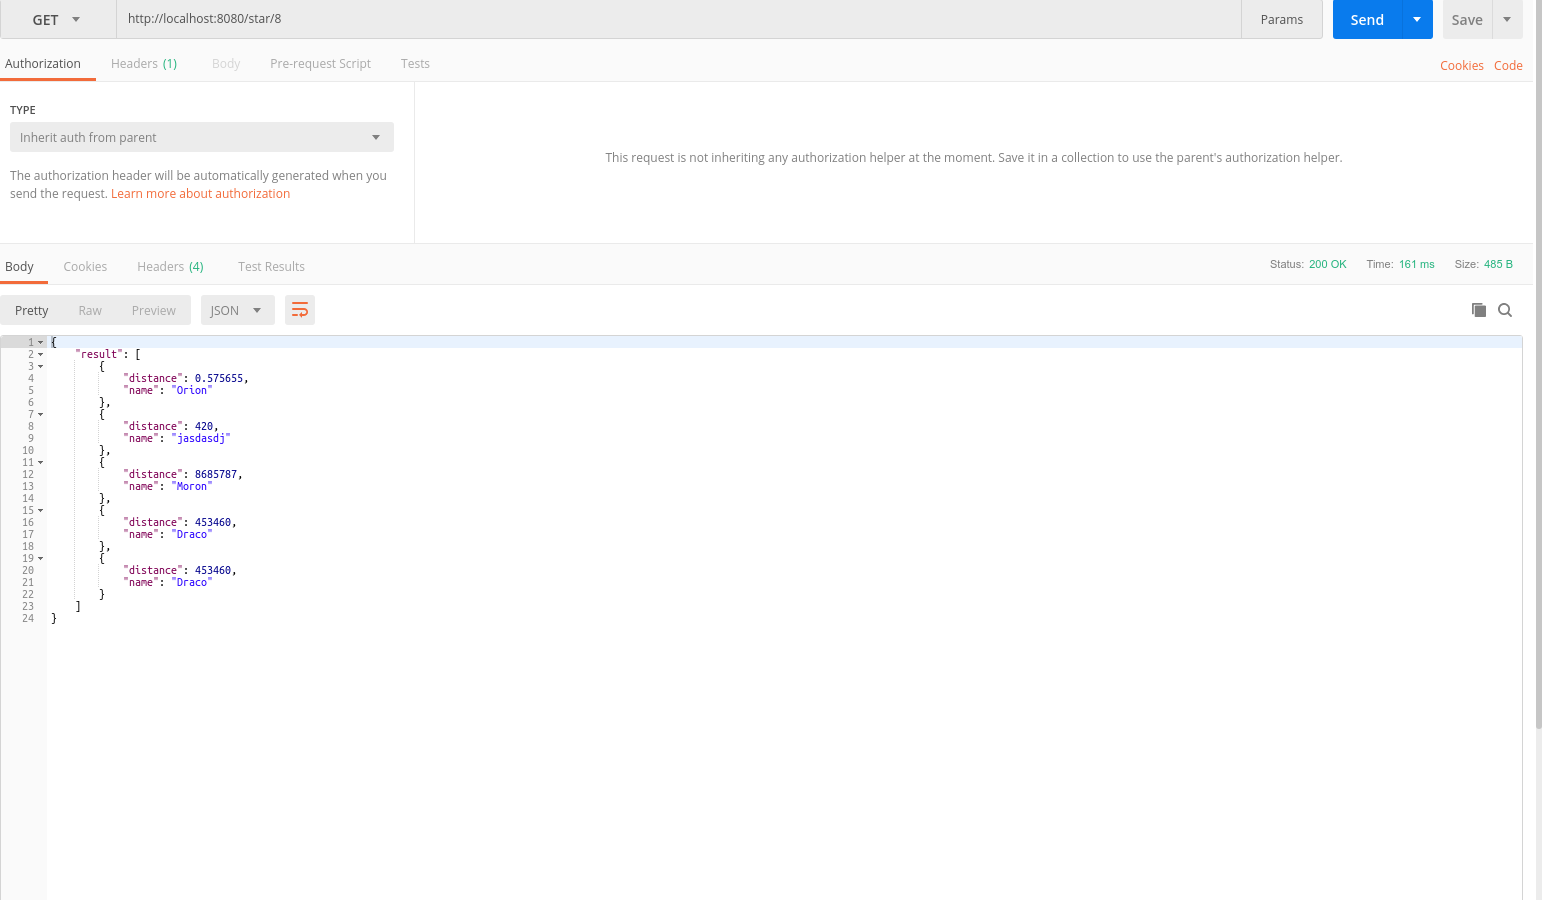 GET http://localhost:8080/star/8 Params Send Save
Authorization Headers (1) Body Pre-request Script Tests Cookies Code
TYPE
Inherit auth from parent
The authorization header will be automatically generated when you
send the request. Learn more about authorization
This request is not inheriting any authorization helper at the moment. Save it in a collection to use the parent's authorization helper.
Body Cookies Headers (4) Test Results Status: 200 OK Time: 161 ms Size: 485 B
Pretty Raw Preview JSON
1 {
2 "result": [
3 {
4 "distance": 0.575655,
5 "name": "Orion"
6 },
7 {
8 "distance": 420,
9 "name": "jasdasdj"
10 },
11 {
12 "distance": 8685787,
13 "name": "Moron"
14 },
15 {
16 "distance": 453460,
17 "name": "Draco"
18 },
19 {
20 "distance": 453460,
21 "name": "Draco"
22 }
23 ]
24 }